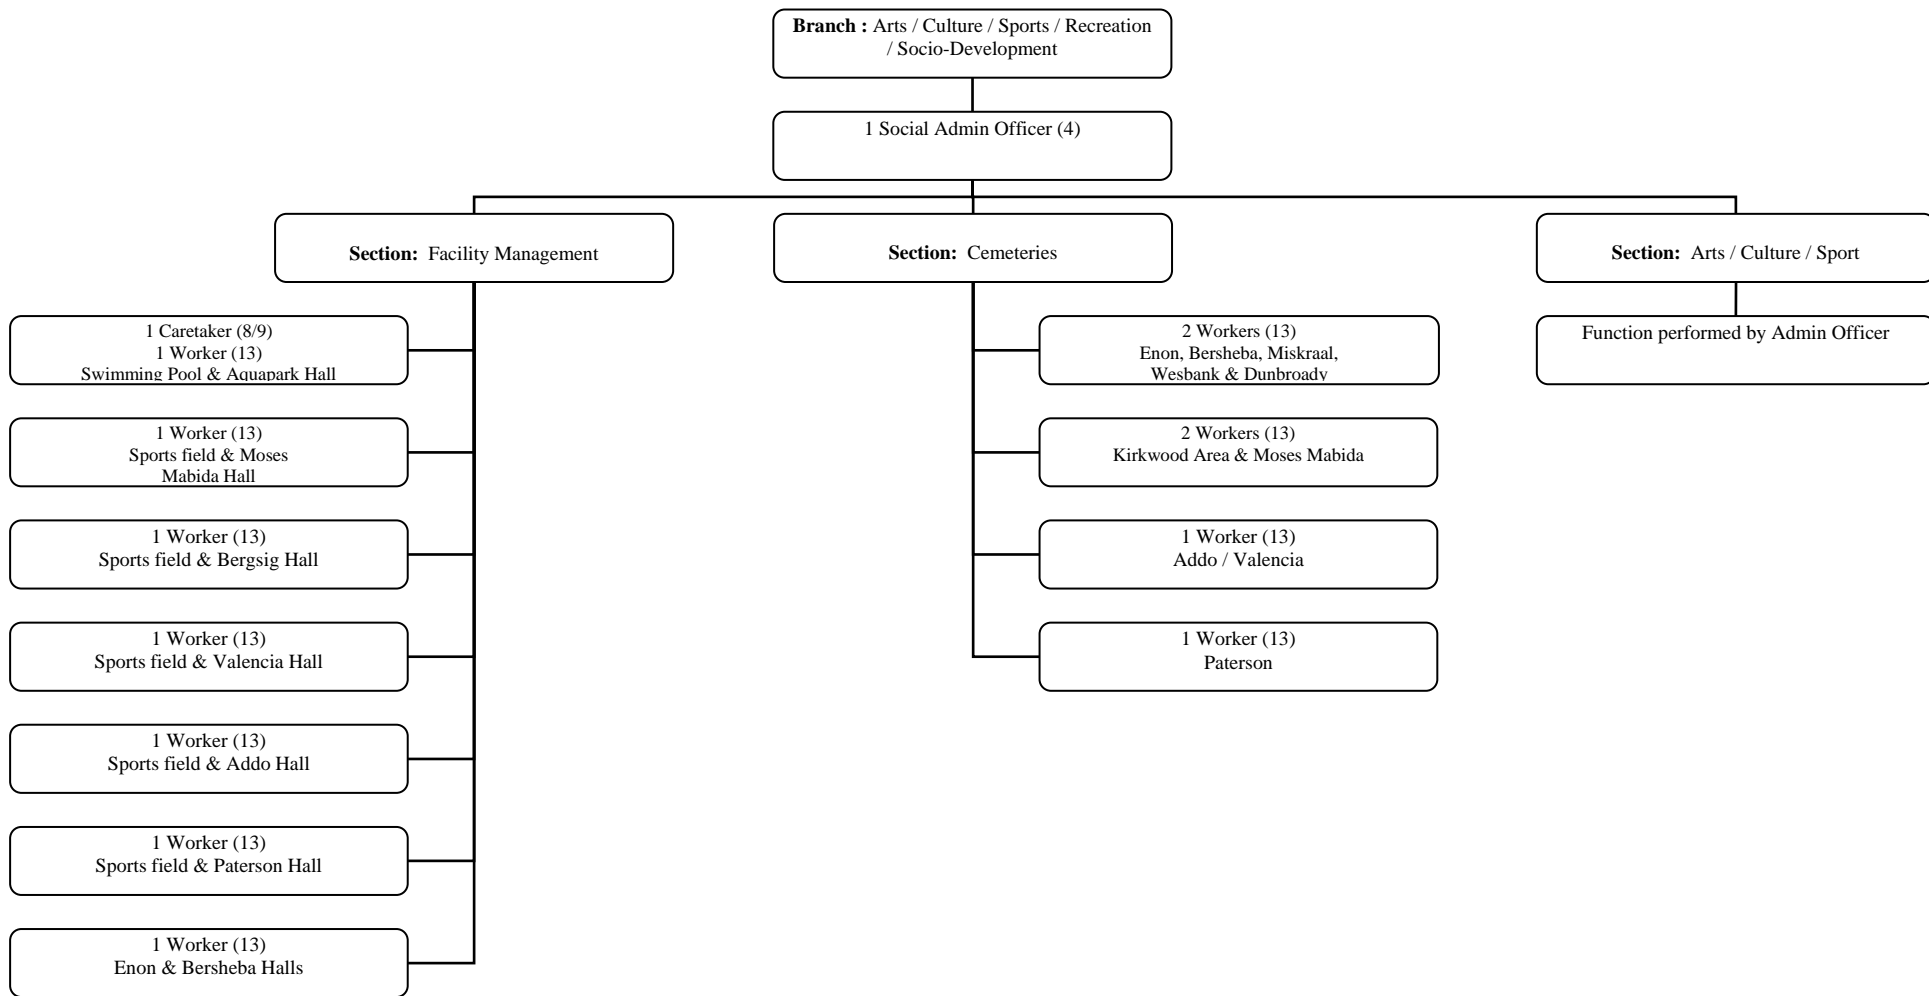 Branch : Arts / Culture / Sports / Recreation
/ Socio-Development
1 Social Admin Officer (4)
Section: Facility Management
Section: Cemeteries
Section: Arts / Culture / Sport
1 Caretaker (8/9)
1 Worker (13)
Swimming Pool & Aquapark Hall
1 Worker (13)
Sports field & Moses
Mabida Hall
1 Worker (13)
Sports field & Bergsig Hall
1 Worker (13)
Sports field & Valencia Hall
1 Worker (13)
Sports field & Addo Hall
1 Worker (13)
Sports field & Paterson Hall
1 Worker (13)
Enon & Bersheba Halls
2 Workers (13)
Enon, Bersheba, Miskraal,
Wesbank & Dunbrody
2 Workers (13)
Kirkwood Area & Moses Mabida
1 Worker (13)
Addo / Valencia
1 Worker (13)
Paterson
Function performed by Admin Officer